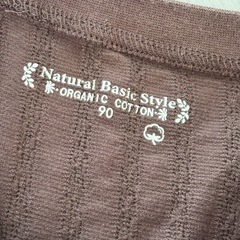 Natural Basic Style
ORGANIC COTTON
90